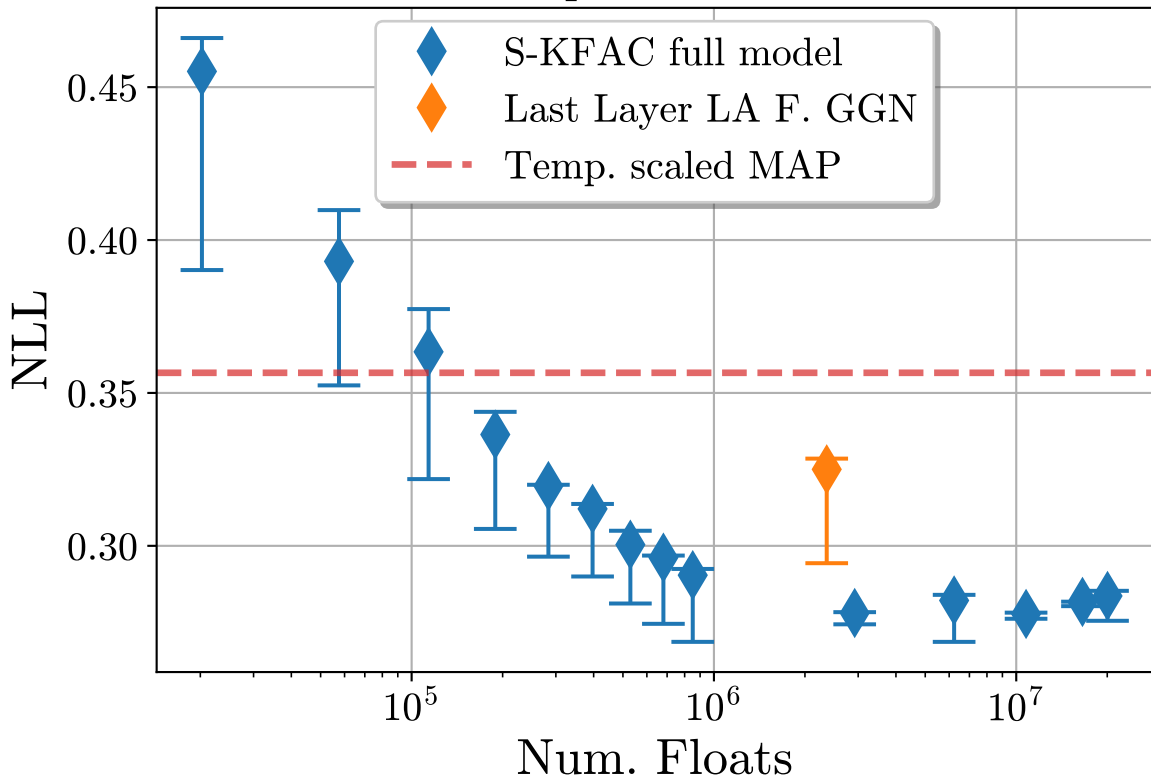 S-KFAC full model
Last Layer LA F. GGN
Temp. scaled MAP
0.45
0.40
0.35
0.30
NLL
10^5
10^6
10^7
Num. Floats